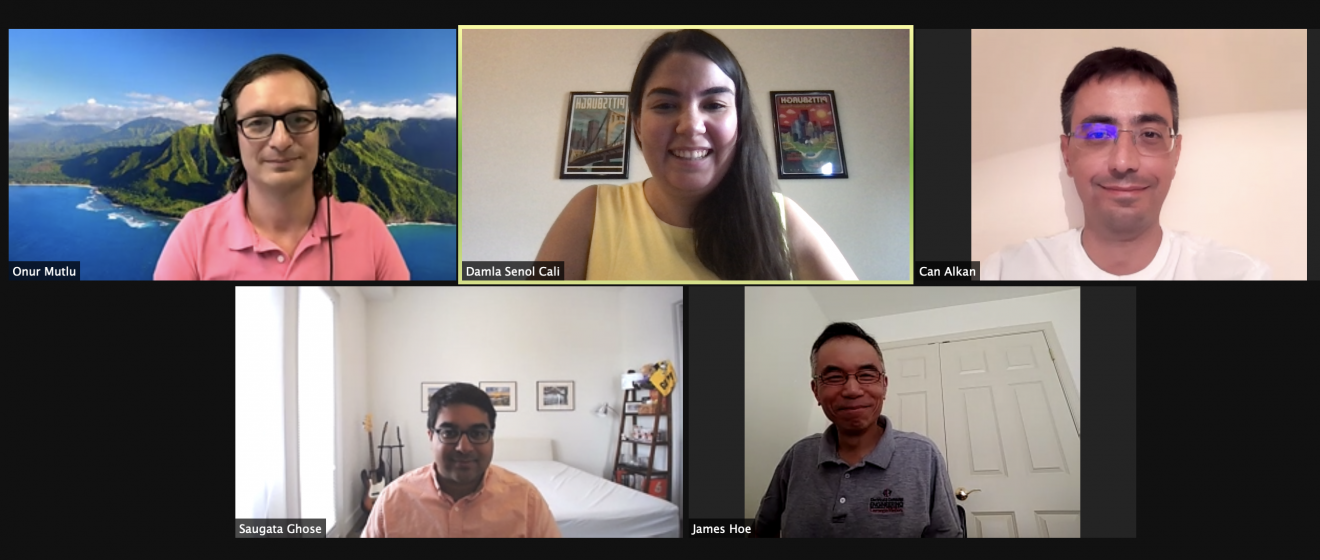 PITTSBURGH
PITTSBURGH
Onur Mutlu
Damla Senol Cali
Can Alkan
Saugata Ghose
James Hoe